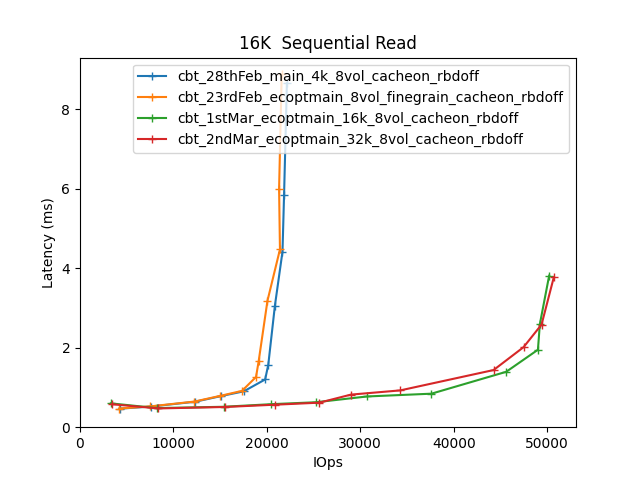 16K  Sequential Read
cbt_28thFeb_main_4k_8vol_cacheon_rbdoff
cbt_23rdFeb_ecoptmain_8vol_finegrain_cacheon_rbdoff
cbt_1stMar_ecoptmain_16k_8vol_cacheon_rbdoff
cbt_2ndMar_ecoptmain_32k_8vol_cacheon_rbdoff
Latency (ms)
8
6
4
2
0
0 10000 20000 30000 40000 50000
IOps